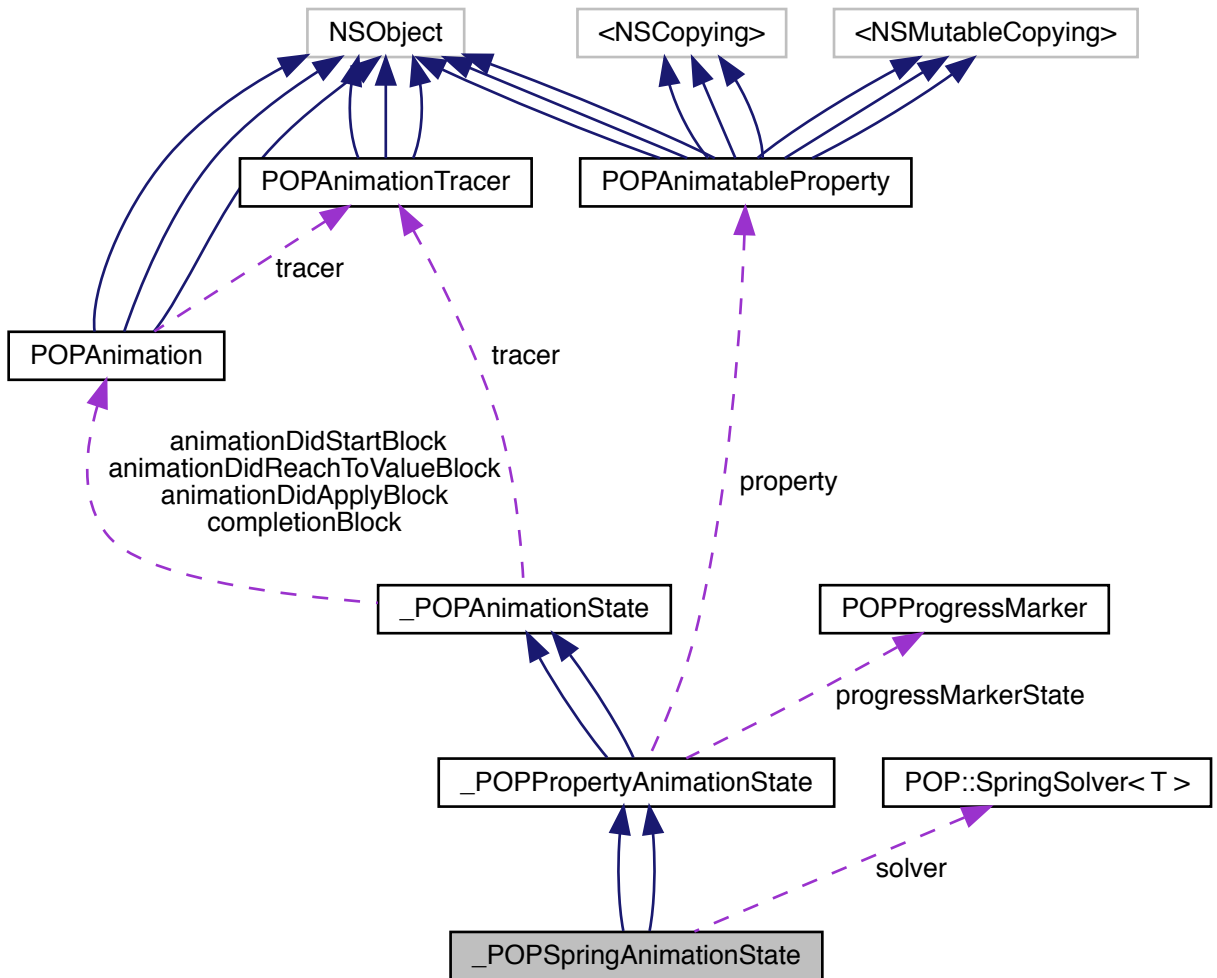 NSObject
<NSCopying>
<NSMutableCopying>
POPAnimationTracer
POPAnimatableProperty
tracer
POPAnimation
tracer
animationDidStartBlock
animationDidReachToValueBlock
animationDidApplyBlock
completionBlock
property
_POPAnimationState
POPProgressMarker
progressMarkerState
_POPPropertyAnimationState
POP::SpringSolver< T >
solver
_POPSpringAnimationState